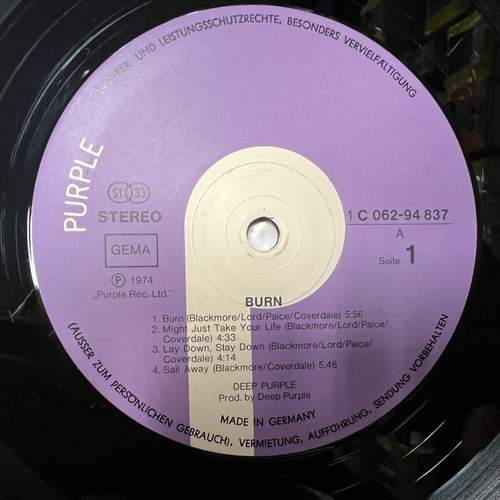 PURPLE
UND LEISTUNGSSCHUTZRECHTE, BESONDERS VERVIELFÄLTIGUNG
ST 33
STEREO
GEMA
Ⓟ 1974
„Purple Rec. Ltd.”
1 C 062-94 837
A
Seite 1
BURN
1. Burn (Blackmore/Lord/Paice/Coverdale) 5:56
2. Might Just Take Your Life (Blackmore/Lord/Paice/
Coverdale) 4:33
3. Lay Down, Stay Down (Blackmore/Lord/Paice/
Coverdale) 4:14
4. Sail Away (Blackmore/Coverdale) 5:46
DEEP PURPLE
Prod. by Deep Purple
MADE IN GERMANY
(AUSSER ZUM PERSÖNLICHEN GEBRAUCH), VERMIETUNG, AUFFÜHRUNG, SENDUNG VORBEHALTEN